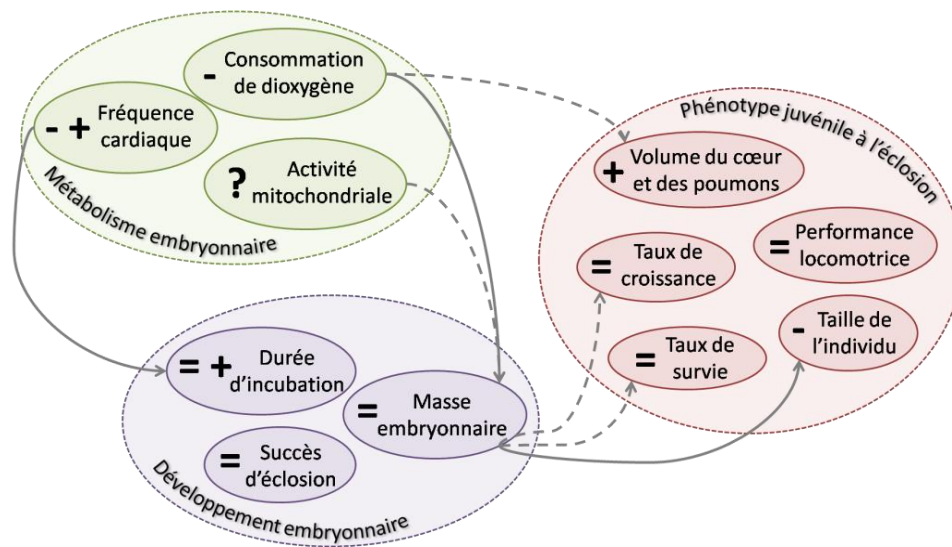 - Consommation
de dioxygène
- + Fréquence
cardiaque
? Activité
mitochondriale
Métabolisme embryonnaire
Phénotype juvénile à l'éclosion
+ Volume du cœur
et des poumons
= Performance
locomotrice
= Taux de
croissance
- Taille de
l'individu
= Taux de
survie
= + Durée
d'incubation
= Masse
embryonnaire
= Succès
d'éclosion
Développement embryonnaire